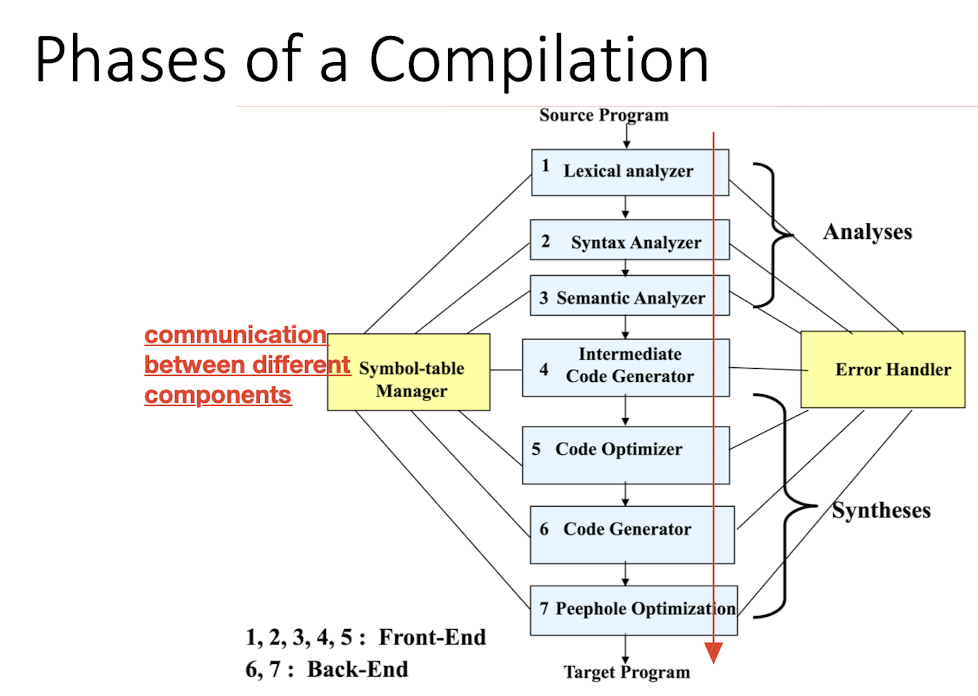 Phases of a Compilation
Source Program
1 Lexical analyzer
2 Syntax Analyzer
3 Semantic Analyzer
Analyses
communication
between different
components
Symbol-table
Manager
4 Intermediate
Code Generator
Error Handler
5 Code Optimizer
6 Code Generator
7 Peephole Optimization
Syntheses
1, 2, 3, 4, 5 : Front-End
6, 7 : Back-End
Target Program